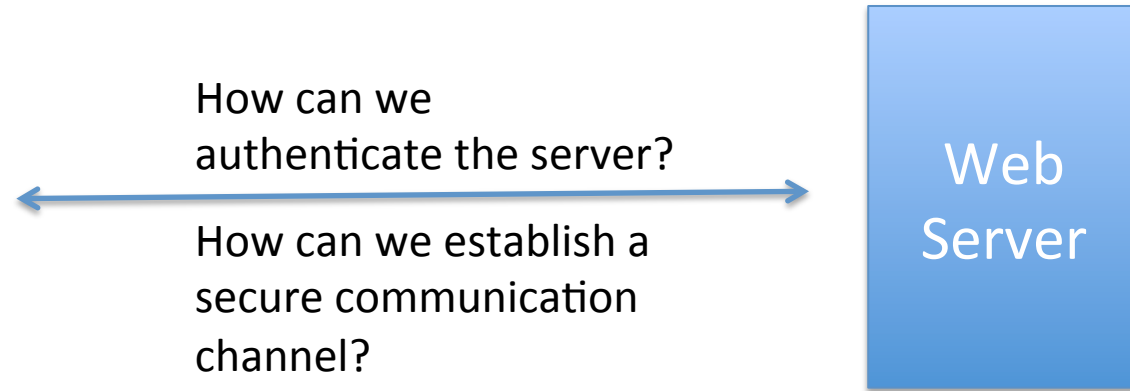 How can we
authenticate the server?
How can we establish a
secure communication
channel?
Web
Server